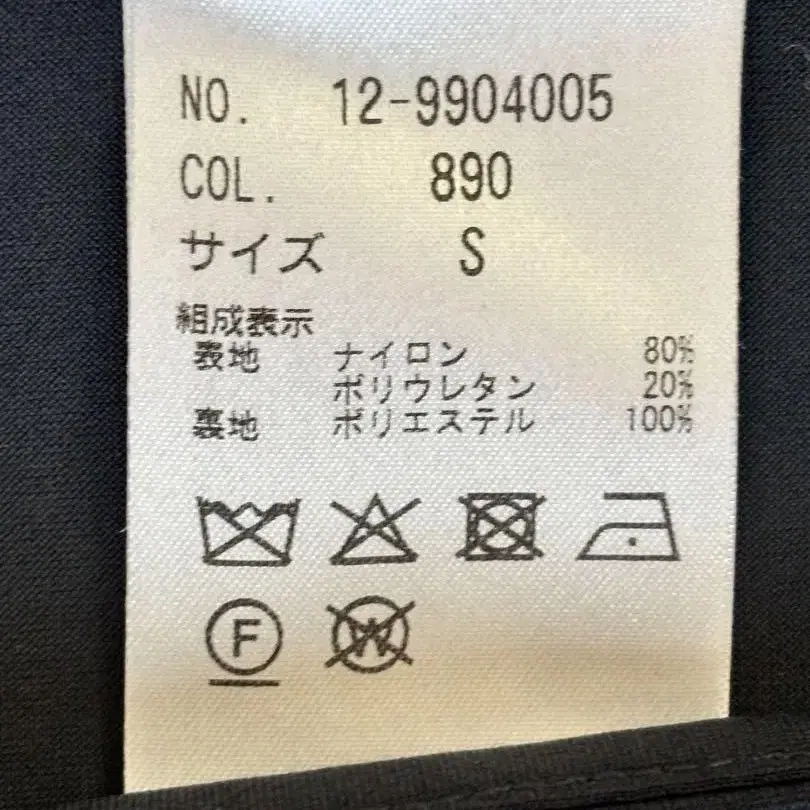 NO. 12-9904005
COL. 890
サイズ S
組成表示
表地 ナイロン 80%
ポリウレタン 20%
裏地 ポリエステル 100%
F
W